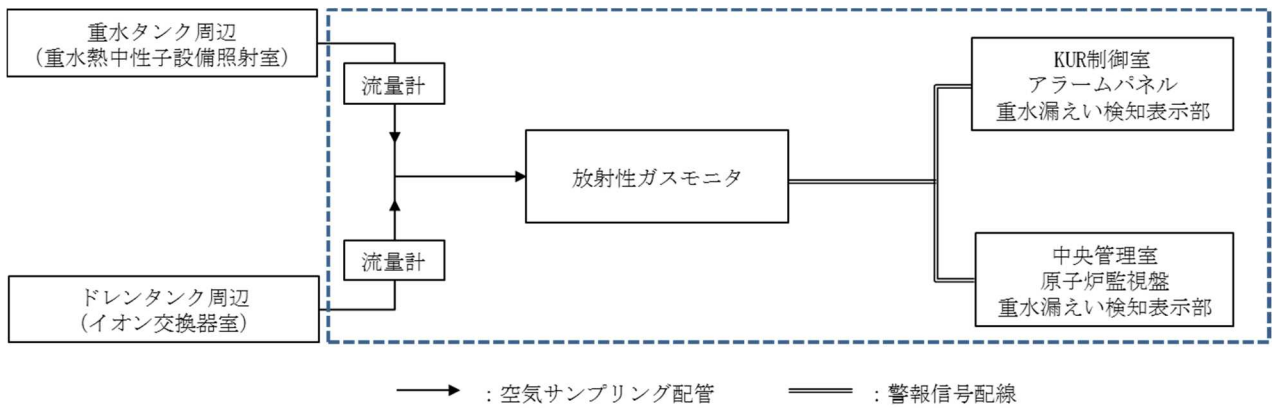 重水タンク周辺
(重水熱中性子設備照射室)
流量計
KUR制御室
アラームパネル
重水漏えい検知表示部
放射性ガスモニタ
流量計
ドレンタンク周辺
(イオン交換器室)
中央管理室
原子炉監視盤
重水漏えい検知表示部
：空気サンプリング配管
：警報信号配線